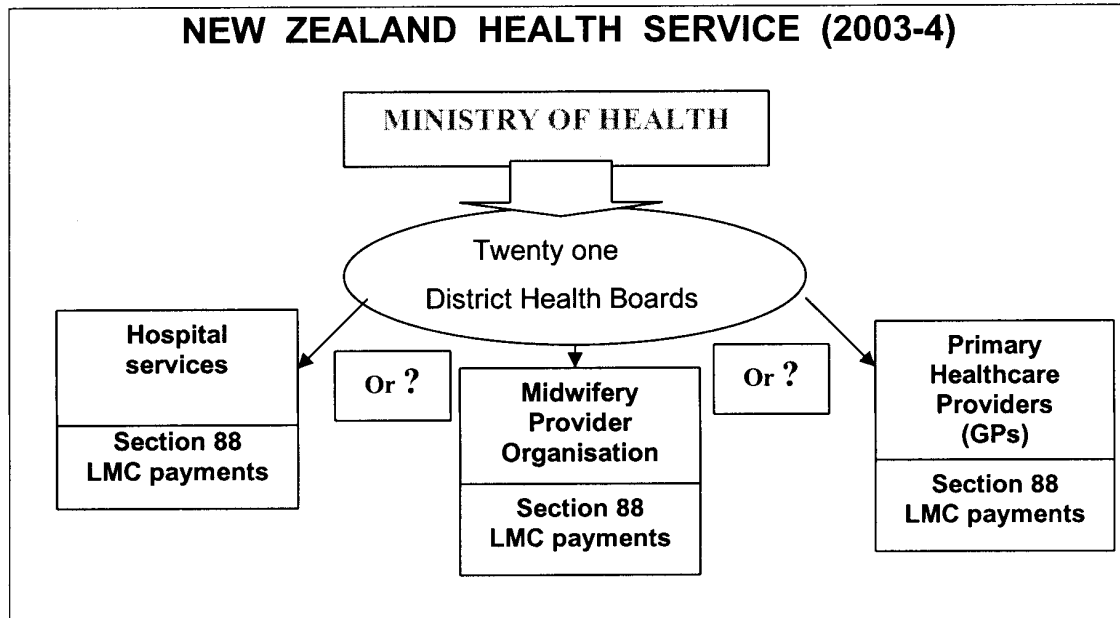 NEW ZEALAND HEALTH SERVICE (2003-4)
MINISTRY OF HEALTH
Twenty one
District Health Boards
Hospital
services
Section 88
LMC payments
Or ?
Midwifery
Provider
Organisation
Section 88
LMC payments
Or ?
Primary
Healthcare
Providers
(GPs)
Section 88
LMC payments